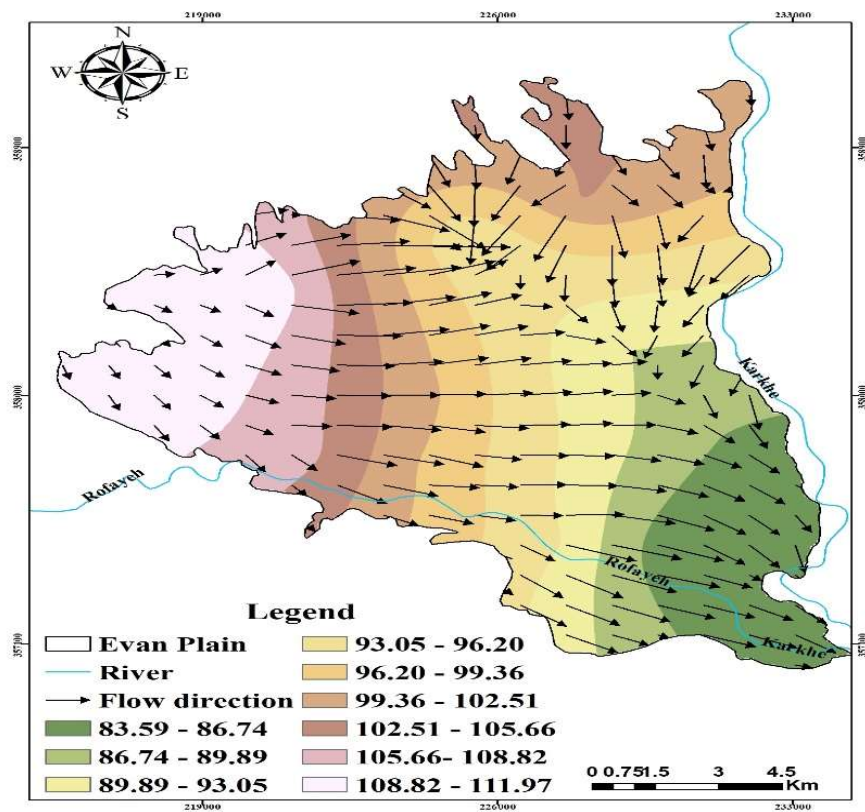 219000 226000 233000
N
W E
S
Karkhe
Rofayeh
Rofayeh
Karkhe
Legend
Evan Plain
River
Flow direction
83.59 - 86.74
86.74 - 89.89
89.89 - 93.05
93.05 - 96.20
96.20 - 99.36
99.36 - 102.51
102.51 - 105.66
105.66- 108.82
108.82 - 111.97
0 0.75 1.5 3 4.5
Km
219000 226000 233000